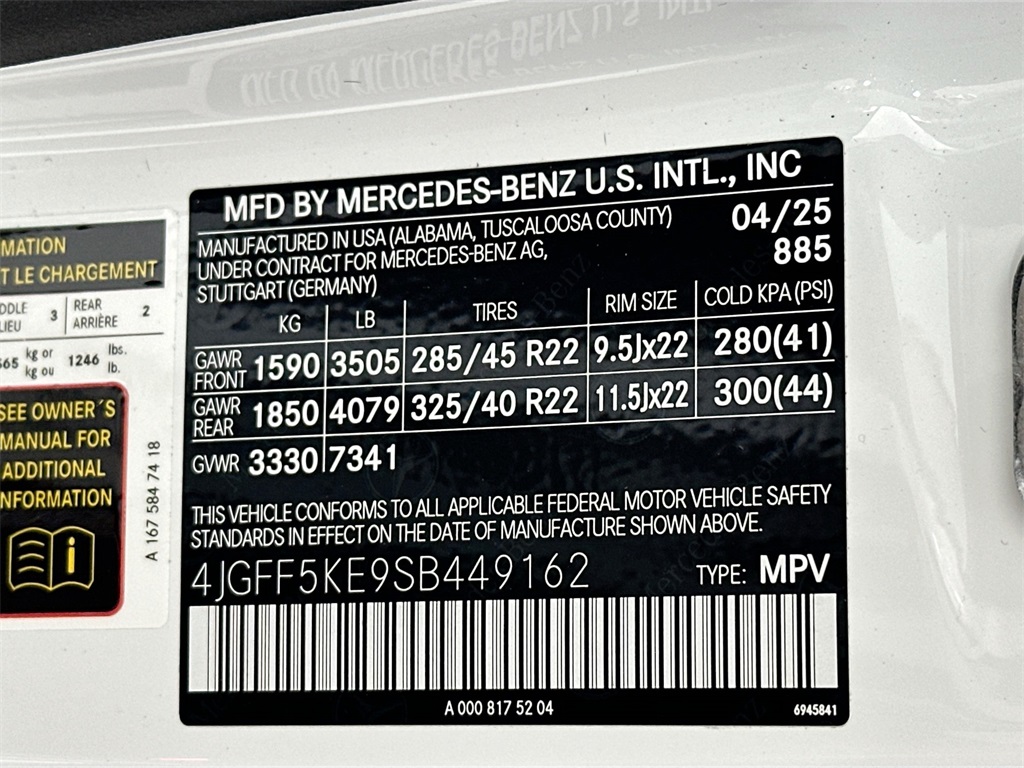 MFD BY MERCEDES-BENZ U.S. INTL., INC
MANUFACTURED IN USA (ALABAMA, TUSCALOOSA COUNTY)
UNDER CONTRACT FOR MERCEDES-BENZ AG,
STUTTGART (GERMANY)
04/25
885
KG LB TIRES RIM SIZE COLD KPA (PSI)
GAWR FRONT 1590 3505 285/45 R22 9.5Jx22 280(41)
GAWR REAR 1850 4079 325/40 R22 11.5Jx22 300(44)
GVWR 3330 7341
THIS VEHICLE CONFORMS TO ALL APPLICABLE FEDERAL MOTOR VEHICLE SAFETY
STANDARDS IN EFFECT ON THE DATE OF MANUFACTURE SHOWN ABOVE.
4JGFF5KE9SB449162 TYPE: MPV
A 000 817 52 04
6945841
LE CHARGEMENT
3 REAR 2
ARRIÈRE
kg or 1246 lbs.
kg ou lb.
SEE OWNER´S
MANUAL FOR
ADDITIONAL
INFORMATION
i
A 167 584 74 18